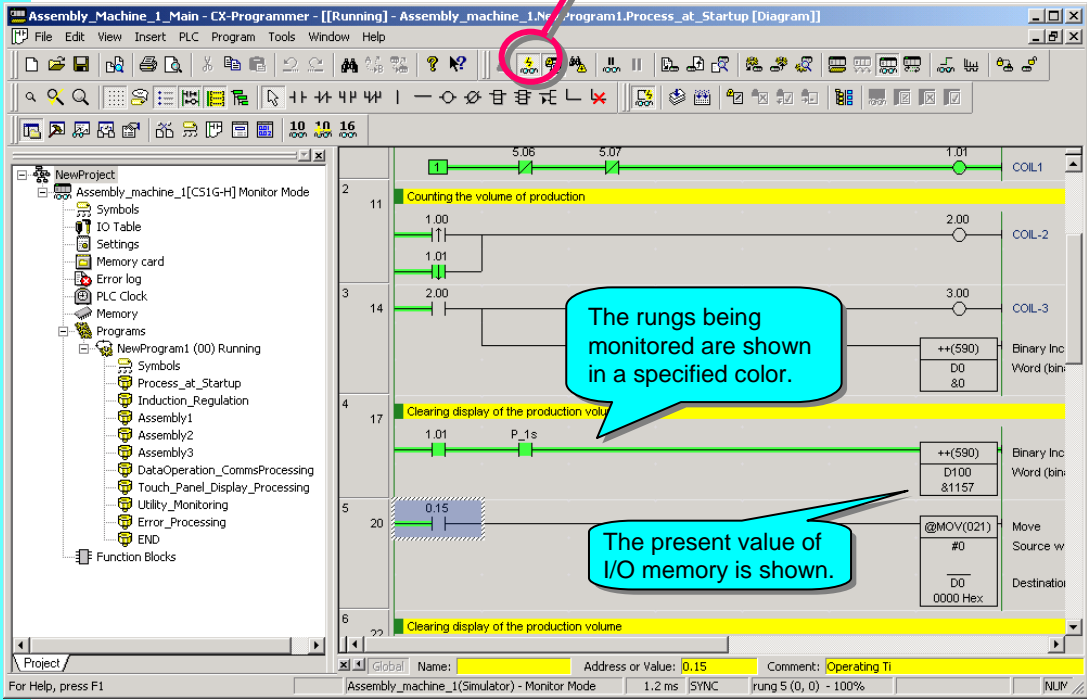 Assembly_Machine_1_Main - CX-Programmer - [[Running] - Assembly_machine_1.Ne Program1.Process_at_Startup [Diagram]]
File Edit View Insert PLC Program Tools Window Help
10 10 16
NewProject
Assembly_machine_1[CS1G-H] Monitor Mode
Symbols
IO Table
Settings
Memory card
Error log
PLC Clock
Memory
Programs
NewProgram1 (00) Running
Symbols
Process_at_Startup
Induction_Regulation
Assembly1
Assembly2
Assembly3
DataOperation_CommsProcessing
Touch_Panel_Display_Processing
Utility_Monitoring
Error_Processing
END
Function Blocks
Project
5.06 5.07 1.01
1 COIL1
2
11 Counting the volume of production
1.00 2.00
COIL-2
1.01
3
14 2.00 3.00
COIL-3
++(590) Binary Inc
D0 Word (bin
&0
The rungs being
monitored are shown
in a specified color.
4
17 Clearing display of the production volu
1.01 P_1s
++(590) Binary Inc
D100 Word (bin
&1157
5
20 0.15
@MOV(021) Move
#0 Source w
D0 Destination
0000 Hex
The present value of
I/O memory is shown.
6
22 Clearing display of the production volume
Global Name: Address or Value: 0.15 Comment: Operating Ti
For Help, press F1 Assembly_machine_1(Simulator) - Monitor Mode 1.2 ms SYNC rung 5 (0, 0) - 100% NUM